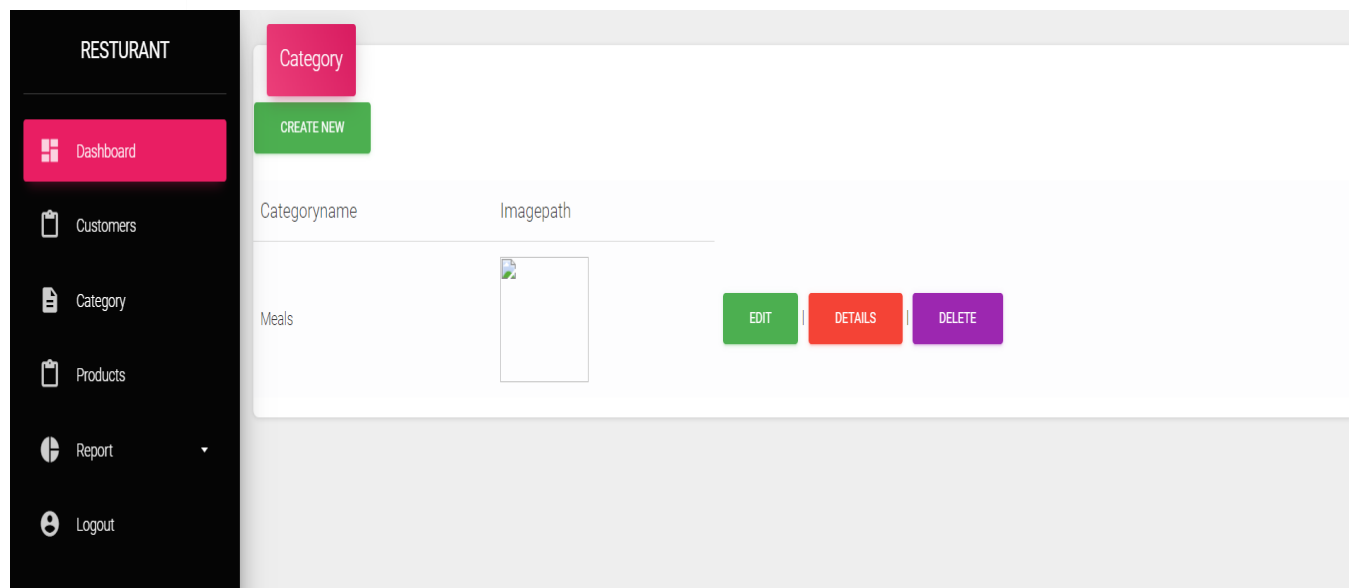 RESTURANT
Dashboard
Customers
Category
Products
Report
Logout
Category
CREATE NEW
Categoryname Imagepath
Meals EDIT | DETAILS | DELETE